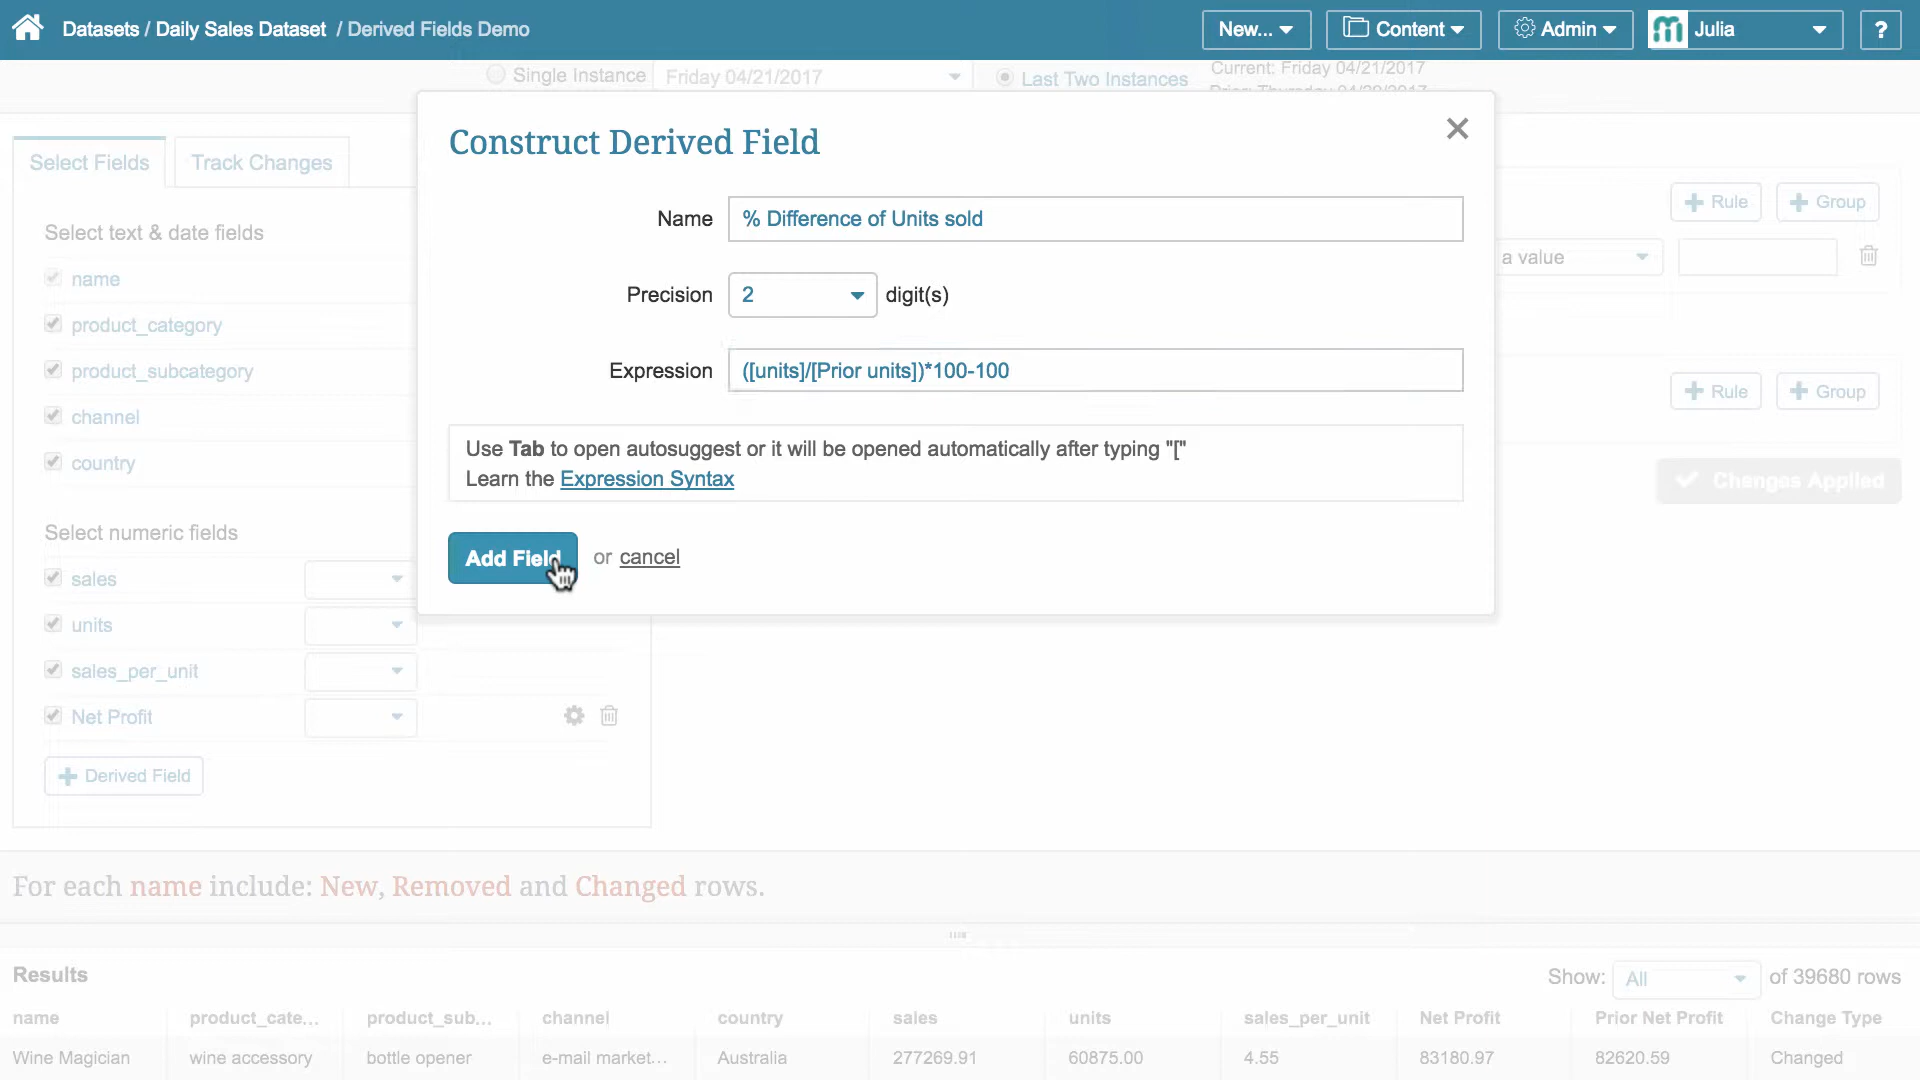 Datasets / Daily Sales Dataset / Derived Fields Demo
New...
Content
Admin
Julia
?
Single Instance
Friday 04/21/2017
Last Two Instances
Current: Friday 04/21/2017
Prior: Thursday 04/20/2017
Construct Derived Field
Name
% Difference of Units sold
Precision
2
digit(s)
Expression
([units]/[Prior units])*100-100
Use Tab to open autosuggest or it will be opened automatically after typing "["
Learn the Expression Syntax
Add Field or cancel
Select Fields
Track Changes
Select text & date fields
name
product_category
product_subcategory
channel
country
Select numeric fields
sales
units
sales_per_unit
Net Profit
Derived Field
Rule
Group
a value
Rule
Group
Changes Applied
For each name include: New, Removed and Changed rows.
Results
Show: All of 39680 rows
name product_cate... product_sub... channel country sales units sales_per_unit Net Profit Prior Net Profit Change Type
Wine Magician wine accessory bottle opener e-mail market... Australia 277269.91 60875.00 4.55 83180.97 82620.59 Changed